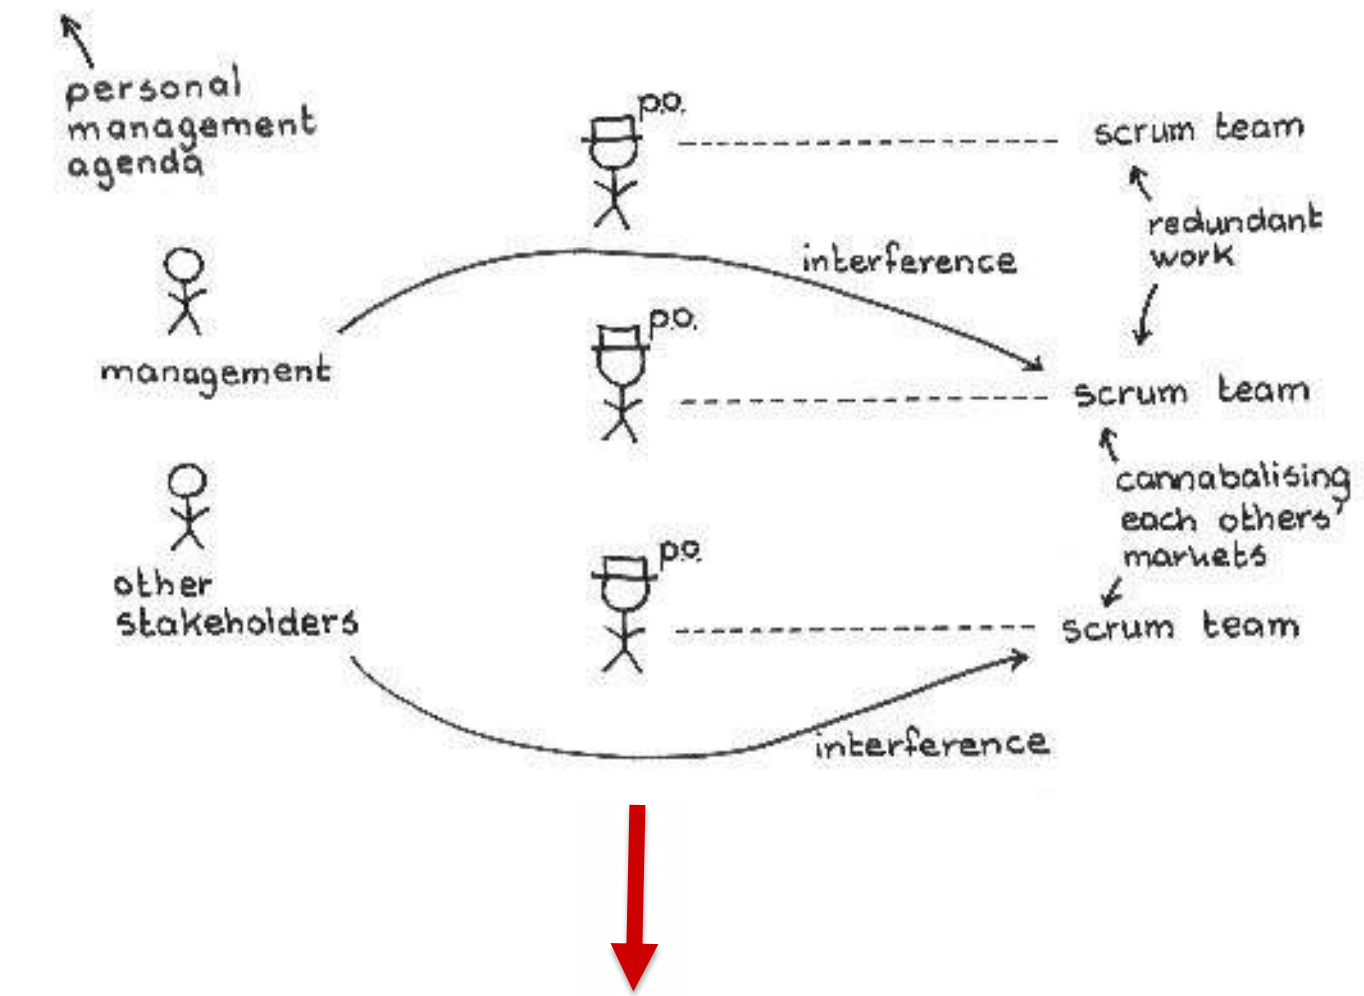 personal
management
agenda
p.o.
scrum team
redundant
work
interference
management
p.o.
scrum team
cannabalising
each others'
markets
other
stakeholders
p.o.
scrum team
interference